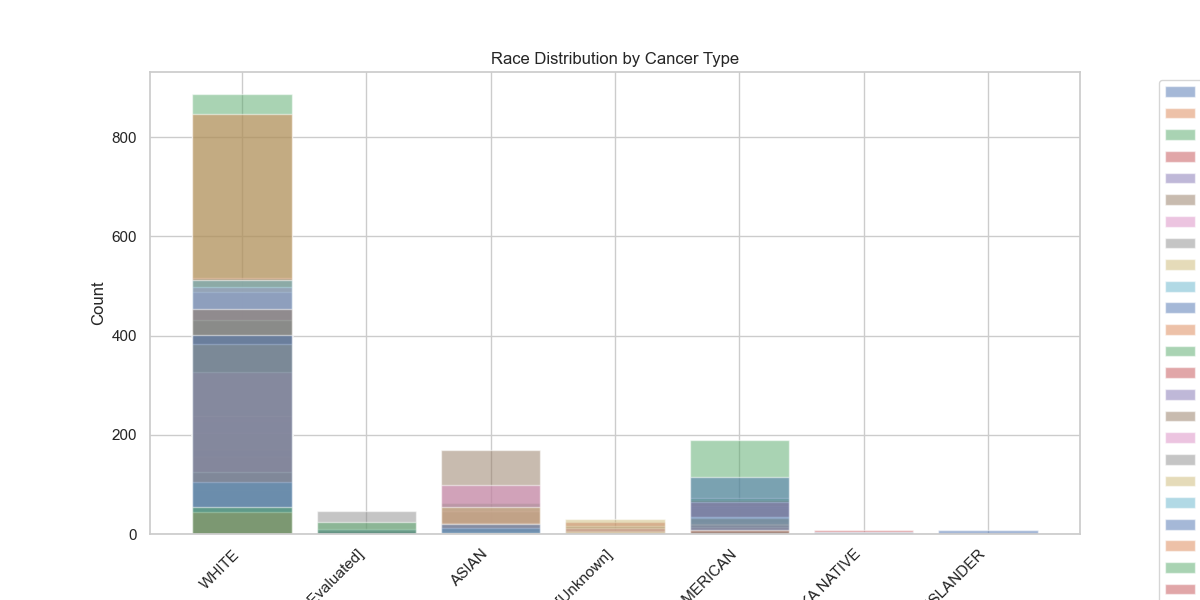 Race Distribution by Cancer Type
Count
800
600
400
200
0
WHITE
Evaluated]
ASIAN
[Unknown]
MERICAN
KA NATIVE
SLANDER